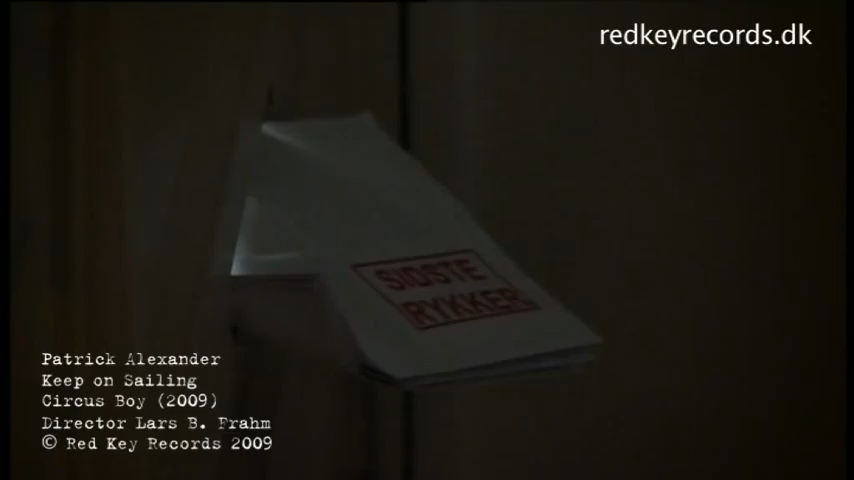 redkeyrecords.dk
SIDSTE
RYKKER
Patrick Alexander
Keep on Sailing
Circus Boy (2009)
Director Lars B. Frahm
© Red Key Records 2009